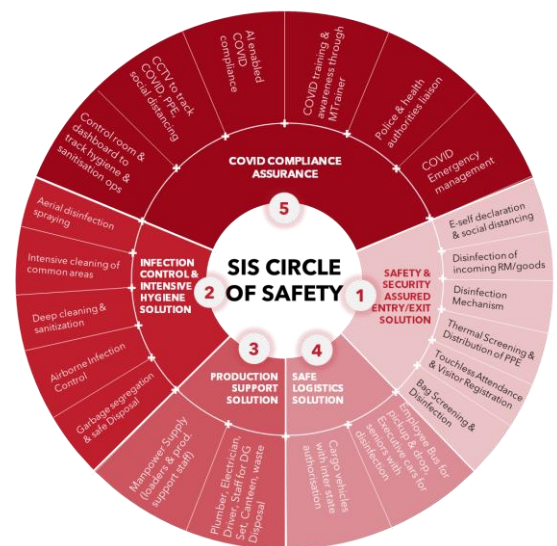 SIS CIRCLE
OF SAFETY
1
SAFETY &
SECURITY
ASSURED
ENTRY/EXIT
SOLUTION
E-self declaration
& social distancing
Disinfection of
incoming RM/goods
Disinfection
Mechanism
Thermal Screening &
Distribution of PPE
Touchless Attendance
& Visitor Registration
Bag Screening &
Disinfection
2
INFECTION
CONTROL &
INTENSIVE
HYGIENE
SOLUTION
Aerial disinfection
spraying
Intensive cleaning of
common areas
Deep cleaning &
sanitization
Airborne Infection
Control
Garbage segregation
& safe Disposal
3
PRODUCTION
SUPPORT
SOLUTION
Manpower Supply
(loaders & prod.
support staff)
Plumber, Electrician,
Driver, Staff for DG
Set, Canteen, waste
Disposal
4
SAFE
LOGISTICS
SOLUTION
Cargo vehicles
with inter state
authorisation
Employee Bus for
pickup & drop,
Executive cars for
seniors with
disinfection
5
COVID COMPLIANCE
ASSURANCE
Control room &
dashboard to
track hygiene &
sanitisation ops
CCTV to track
COVID, PPE,
social distancing
AI enabled
COVID
compliance
COVID training &
awareness through
MTrainer
Police & health
authorities liaison
COVID
Emergency
management